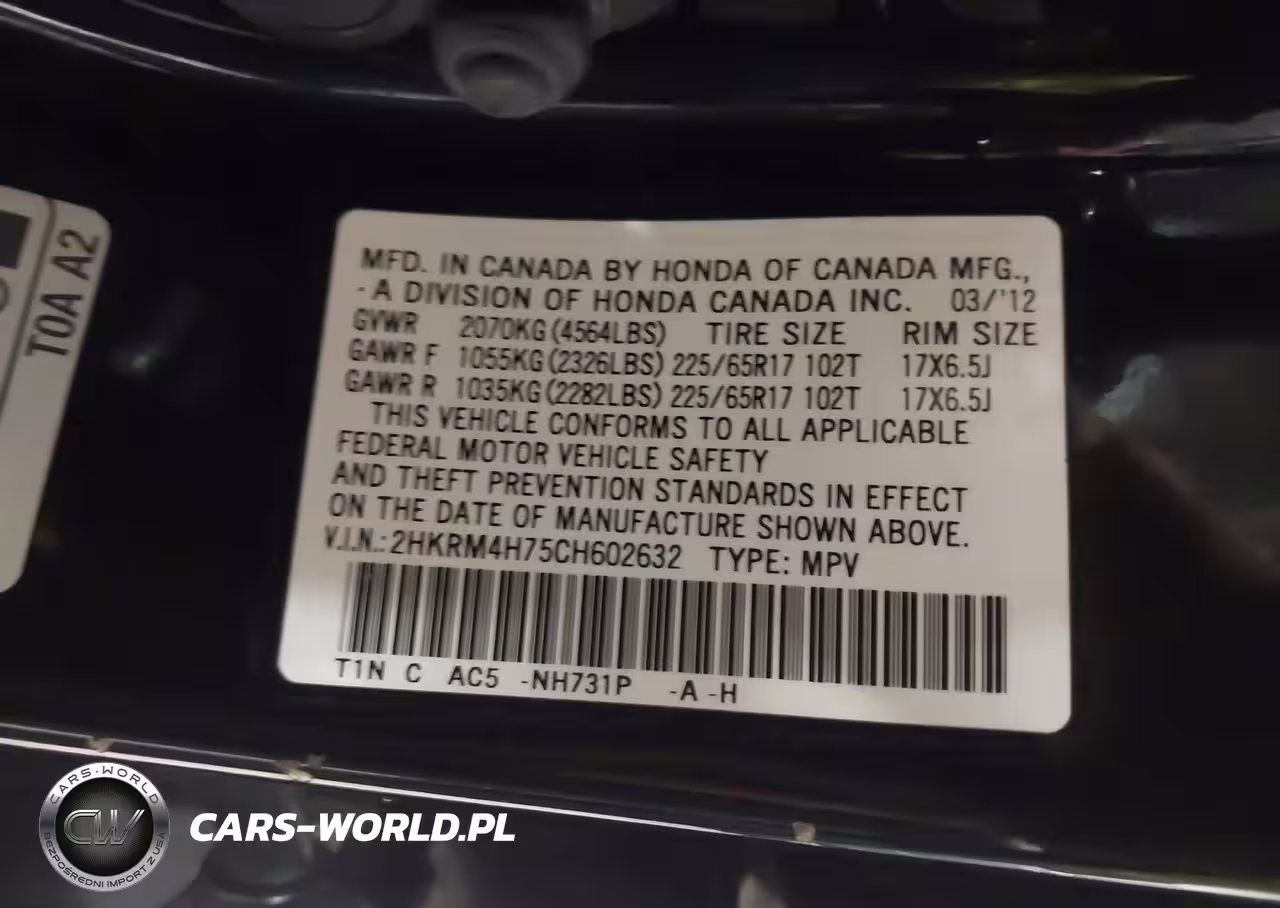 T0A A2
MFD. IN CANADA BY HONDA OF CANADA MFG.,
-A DIVISION OF HONDA CANADA INC. 03/'12
GVWR 2070KG(4564LBS) TIRE SIZE RIM SIZE
GAWR F 1055KG(2326LBS) 225/65R17 102T 17X6.5J
GAWR R 1035KG(2282LBS) 225/65R17 102T 17X6.5J
THIS VEHICLE CONFORMS TO ALL APPLICABLE
FEDERAL MOTOR VEHICLE SAFETY
AND THEFT PREVENTION STANDARDS IN EFFECT
ON THE DATE OF MANUFACTURE SHOWN ABOVE.
V.I.N.: 2HKRM4H75CH602632 TYPE: MPV
T1N C AC5 -NH731P -A -H
CARS-WORLD
CW
BEZPOŚREDNI IMPORT Z USA
CARS-WORLD.PL